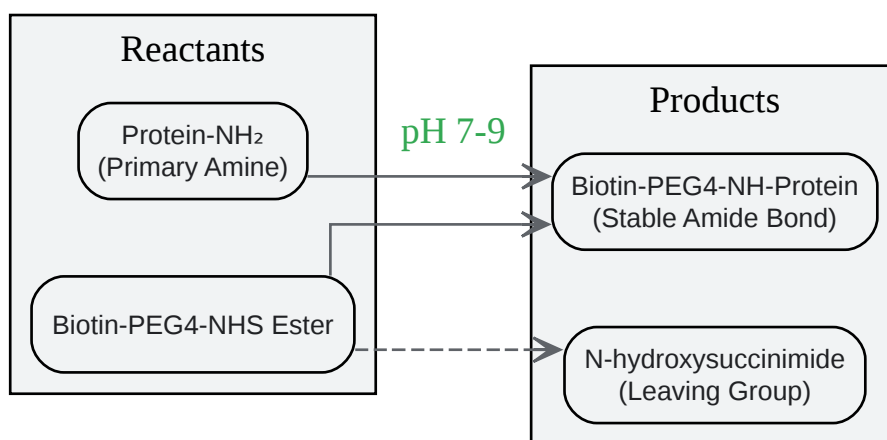 Reactants
Protein-NH₂
(Primary Amine)
Biotin-PEG4-NHS Ester
pH 7-9
Products
Biotin-PEG4-NH-Protein
(Stable Amide Bond)
N-hydroxysuccinimide
(Leaving Group)